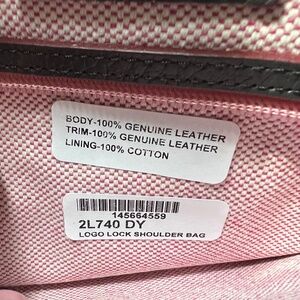 BODY-100% GENUINE LEATHER
TRIM-100% GENUINE LEATHER
LINING-100% COTTON
145664559
2L740 DY
LOGO LOCK SHOULDER BAG